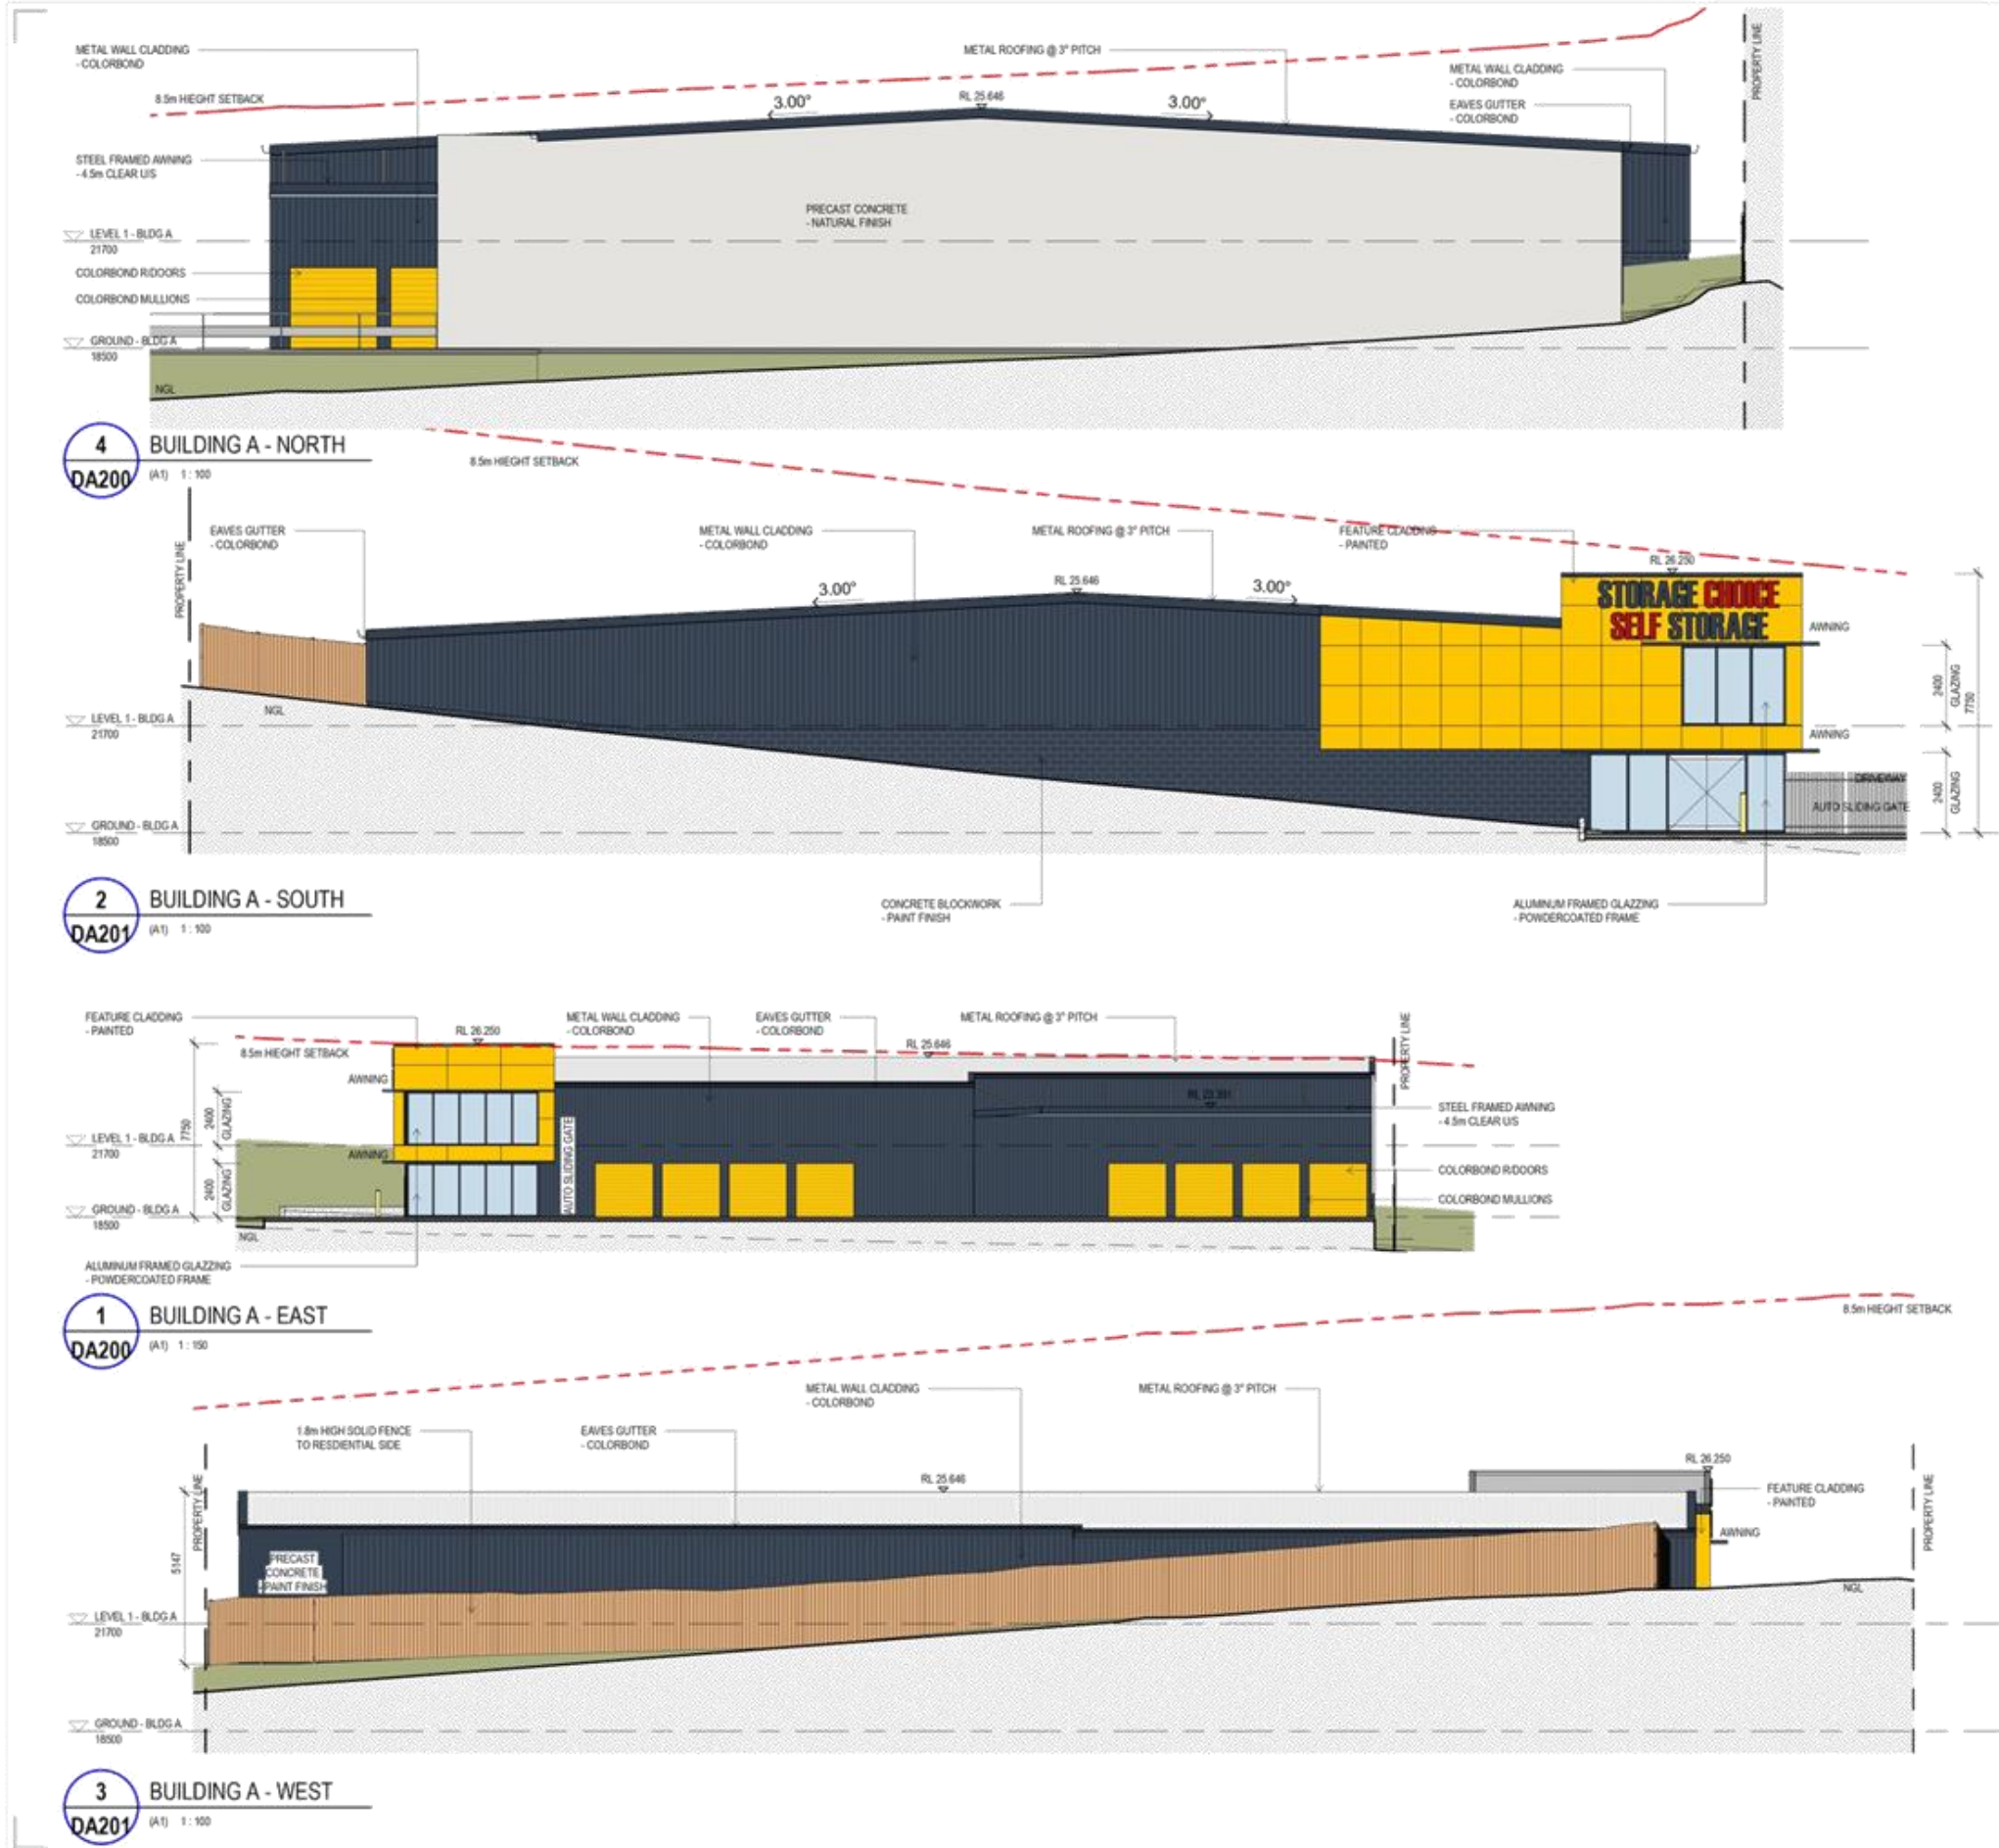 METAL WALL CLADDING
- COLORBOND
METAL ROOFING @ 3° PITCH
PROPERTY LINE
METAL WALL CLADDING
- COLORBOND
8.5m HIEGHT SETBACK
RL 25.646
3.00°
3.00°
EAVES GUTTER
- COLORBOND
STEEL FRAMED AWNING
- 4.5m CLEAR U/S
PRECAST CONCRETE
- NATURAL FINISH
LEVEL 1 - BLDG A
21700
COLORBOND R/DOORS
COLORBOND MULLIONS
GROUND - BLDG A
18500
NGL
4
DA200
BUILDING A - NORTH
(A1) 1 : 100
8.5m HIEGHT SETBACK
PROPERTY LINE
EAVES GUTTER
- COLORBOND
METAL WALL CLADDING
- COLORBOND
METAL ROOFING @ 3° PITCH
FEATURE CLADDING
- PAINTED
RL 26.250
3.00°
RL 25.646
3.00°
STORAGE CHOICE
SELF STORAGE
AWNING
2400
GLAZING
7750
NGL
LEVEL 1 - BLDG A
21700
AWNING
DRIVEWAY
AUTO SLIDING GATE
2400
GLAZING
GROUND - BLDG A
18500
2
DA201
BUILDING A - SOUTH
(A1) 1 : 100
CONCRETE BLOCKWORK
- PAINT FINISH
ALUMINUM FRAMED GLAZZING
- POWDERCOATED FRAME
FEATURE CLADDING
- PAINTED
RL 26.250
METAL WALL CLADDING
- COLORBOND
EAVES GUTTER
- COLORBOND
METAL ROOFING @ 3° PITCH
PROPERTY LINE
8.5m HIEGHT SETBACK
RL 25.646
AWNING
STEEL FRAMED AWNING
- 4.5m CLEAR U/S
7750
2400
GLAZING
LEVEL 1 - BLDG A
21700
AWNING
AUTO SLIDING GATE
COLORBOND R/DOORS
COLORBOND MULLIONS
2400
GLAZING
GROUND - BLDG A
18500
NGL
ALUMINUM FRAMED GLAZZING
- POWDERCOATED FRAME
1
DA200
BUILDING A - EAST
(A1) 1 : 150
8.5m HIEGHT SETBACK
METAL WALL CLADDING
- COLORBOND
METAL ROOFING @ 3° PITCH
1.8m HIGH SOLID FENCE
TO RESDIENTIAL SIDE
EAVES GUTTER
- COLORBOND
PROPERTY LINE
RL 25.646
RL 26.250
FEATURE CLADDING
- PAINTED
AWNING
PROPERTY LINE
5147
PRECAST
CONCRETE
- PAINT FINISH
NGL
LEVEL 1 - BLDG A
21700
GROUND - BLDG A
18500
3
DA201
BUILDING A - WEST
(A1) 1 : 100